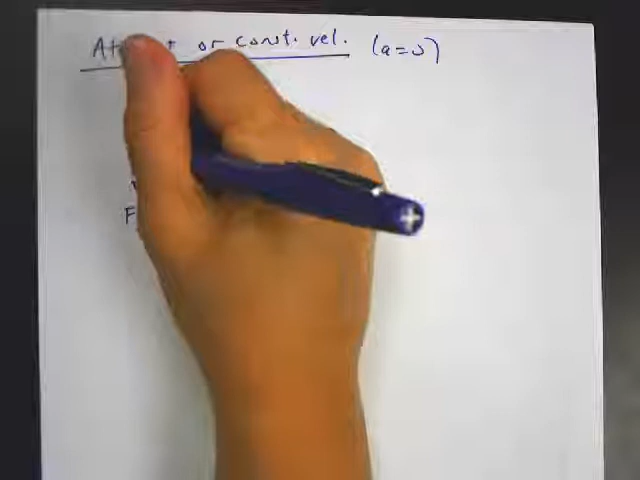 At or const. vel. (a=0)
F